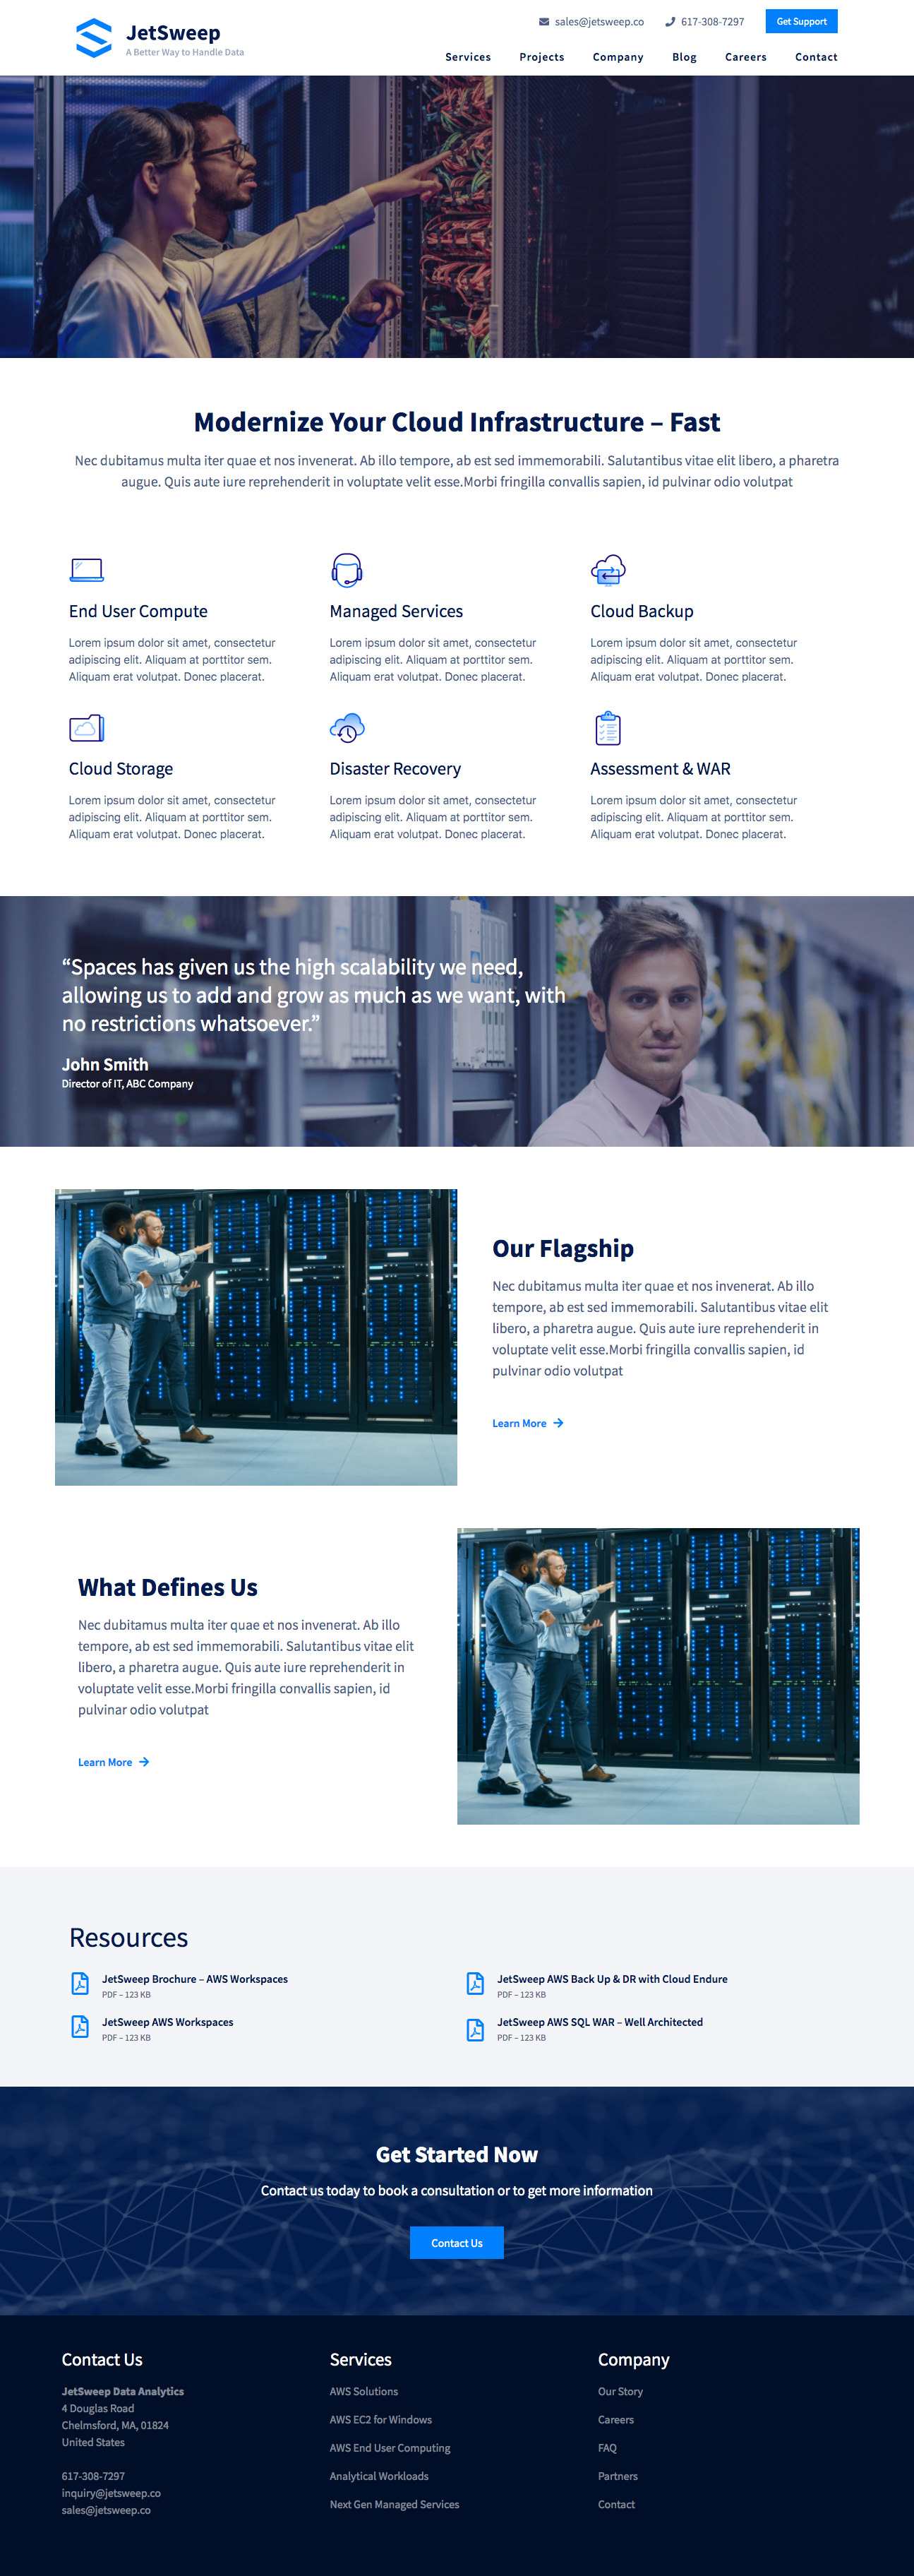 JetSweep
A Better Way to Handle Data
sales@jetsweep.co
617-308-7297
Get Support
Services
Projects
Company
Blog
Careers
Contact
Modernize Your Cloud Infrastructure – Fast
Nec dubitamus multa iter quae et nos invenerat. Ab illo tempore, ab est sed immemorabili. Salutantibus vitae elit libero, a pharetra
augue. Quis aute iure reprehenderit in voluptate velit esse.Morbi fringilla convallis sapien, id pulvinar odio volutpat
End User Compute
Lorem ipsum dolor sit amet, consectetur
adipiscing elit. Aliquam at porttitor sem.
Aliquam erat volutpat. Donec placerat.
Managed Services
Lorem ipsum dolor sit amet, consectetur
adipiscing elit. Aliquam at porttitor sem.
Aliquam erat volutpat. Donec placerat.
Cloud Backup
Lorem ipsum dolor sit amet, consectetur
adipiscing elit. Aliquam at porttitor sem.
Aliquam erat volutpat. Donec placerat.
Cloud Storage
Lorem ipsum dolor sit amet, consectetur
adipiscing elit. Aliquam at porttitor sem.
Aliquam erat volutpat. Donec placerat.
Disaster Recovery
Lorem ipsum dolor sit amet, consectetur
adipiscing elit. Aliquam at porttitor sem.
Aliquam erat volutpat. Donec placerat.
Assessment & WAR
Lorem ipsum dolor sit amet, consectetur
adipiscing elit. Aliquam at porttitor sem.
Aliquam erat volutpat. Donec placerat.
“Spaces has given us the high scalability we need,
allowing us to add and grow as much as we want, with
no restrictions whatsoever.”
John Smith
Director of IT, ABC Company
Our Flagship
Nec dubitamus multa iter quae et nos invenerat. Ab illo
tempore, ab est sed immemorabili. Salutantibus vitae elit
libero, a pharetra augue. Quis aute iure reprehenderit in
voluptate velit esse.Morbi fringilla convallis sapien, id
pulvinar odio volutpat
Learn More
What Defines Us
Nec dubitamus multa iter quae et nos invenerat. Ab illo
tempore, ab est sed immemorabili. Salutantibus vitae elit
libero, a pharetra augue. Quis aute iure reprehenderit in
voluptate velit esse.Morbi fringilla convallis sapien, id
pulvinar odio volutpat
Learn More
Resources
JetSweep Brochure – AWS Workspaces
PDF – 123 KB
JetSweep AWS Back Up & DR with Cloud Endure
PDF – 123 KB
JetSweep AWS Workspaces
PDF – 123 KB
JetSweep AWS SQL WAR – Well Architected
PDF – 123 KB
Get Started Now
Contact us today to book a consultation or to get more information
Contact Us
Contact Us
JetSweep Data Analytics
4 Douglas Road
Chelmsford, MA, 01824
United States
617-308-7297
inquiry@jetsweep.co
sales@jetsweep.co
Services
AWS Solutions
AWS EC2 for Windows
AWS End User Computing
Analytical Workloads
Next Gen Managed Services
Company
Our Story
Careers
FAQ
Partners
Contact